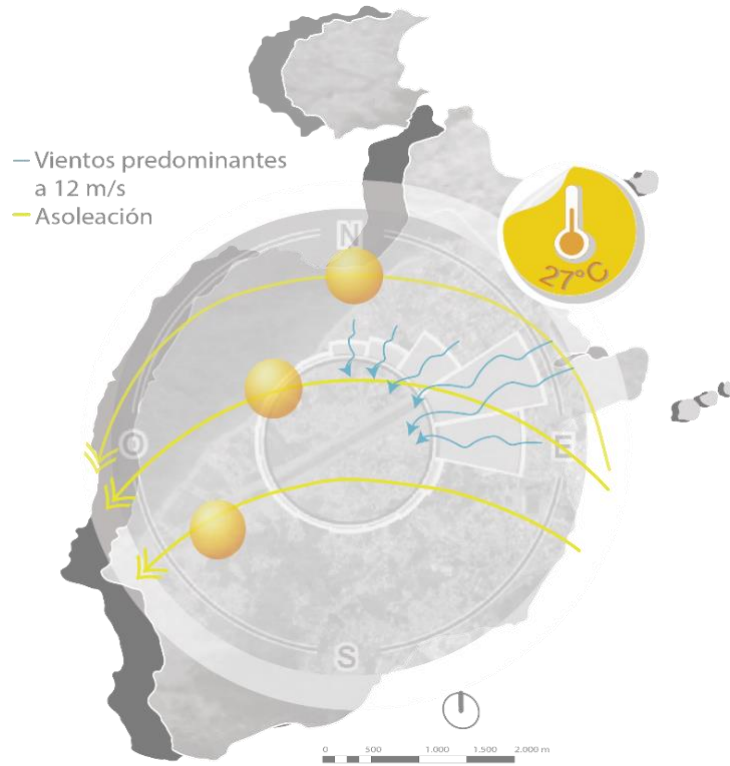 Vientos predominantes
a 12 m/s
Asoleación
N
27°C
O
E
S
0 500 1.000 1.500 2.000 m